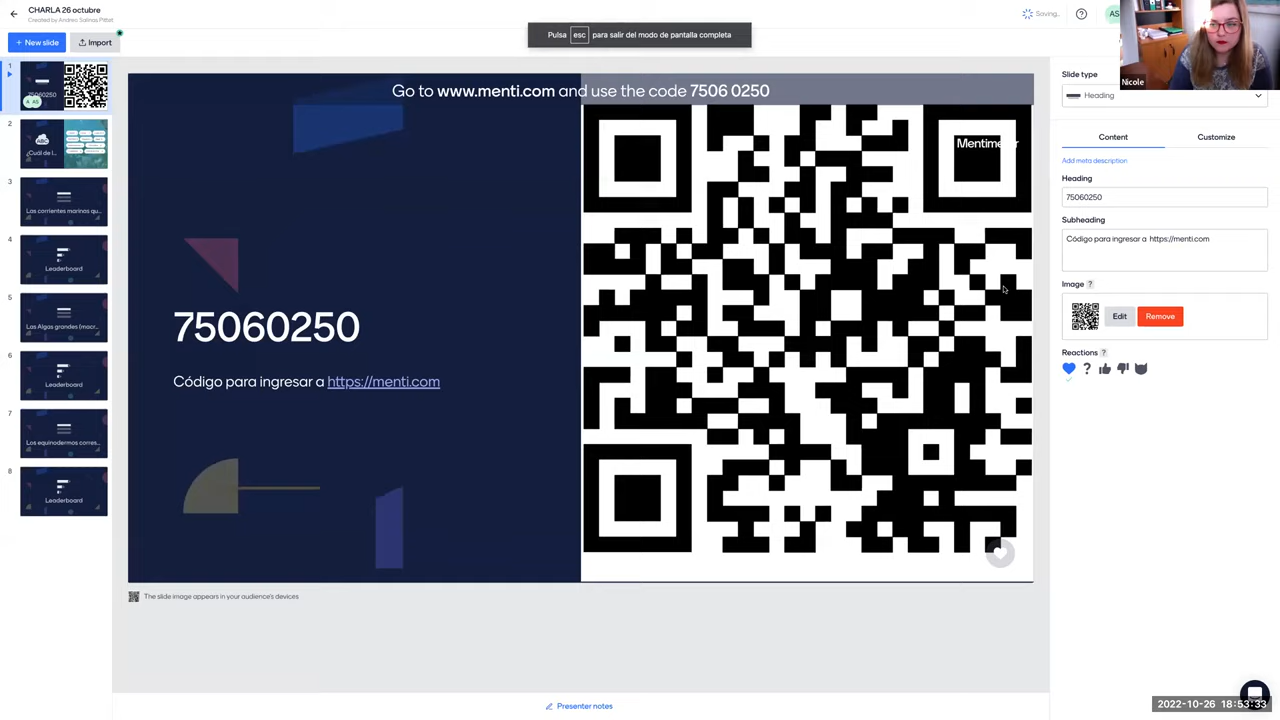 CHARLA 26 octubre
Created by Andres Salinas Pittet
Saving..
AS
New slide
Import
Pulsa esc para salir del modo de pantalla completa
Nicole
1
75060250
A AS
2
ABC
¿Cuál de l...
3
Las corrientes marinas qu...
4
Leaderboard
5
Las Algas grandes (macr...
6
Leaderboard
7
Los equinodermos corres...
8
Leaderboard
Go to www.menti.com and use the code 7506 0250
Mentimeter
75060250
Código para ingresar a https://menti.com
The slide image appears in your audience's devices
Presenter notes
Slide type
Heading
Content
Customize
Add meta description
Heading
75060250
Subheading
Código para ingresar a https://menti.com
Image ?
Edit
Remove
Reactions ?
2022-10-26 18:53:33